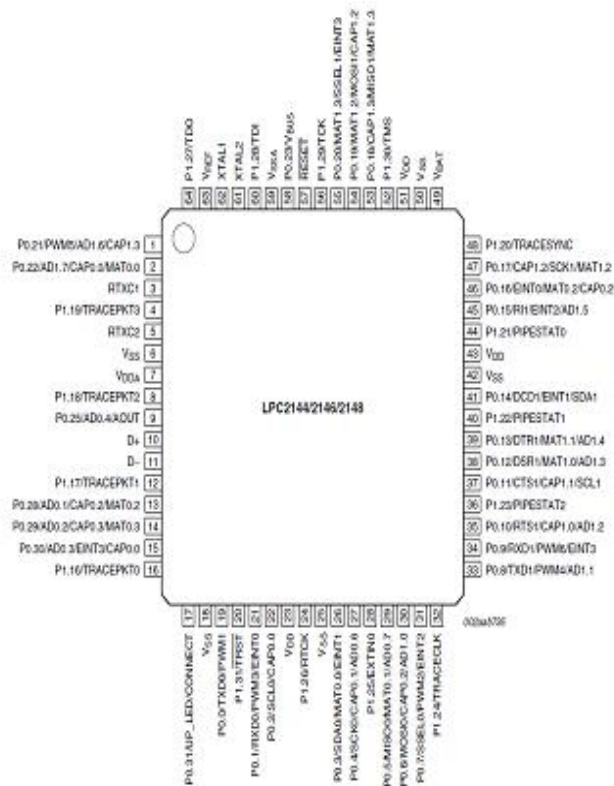 P1.27/TDO
VREF
XTAL1
XTAL2
P1.28/TDI
VSSA
P0.23/VBUS
RESET
P1.29/TCK
P0.20/MAT1.3/SSEL1/EINT3
P0.19/MAT1.2/MOSI1/CAP1.2
P0.18/CAP1.3/MISO1/MAT1.3
P1.30/TMS
VDD
VSS
VBAT
64 63 62 61 60 59 58 57 56 55 54 53 52 51 50 49
P0.21/PWM5/AD1.6/CAP1.3 1
P0.22/AD1.7/CAP0.0/MAT0.0 2
RTXC1 3
P1.19/TRACEPKT3 4
RTXC2 5
VSS 6
VDDA 7
P1.18/TRACEPKT2 8
P0.25/AD0.4/AOUT 9
D+ 10
D− 11
P1.17/TRACEPKT1 12
P0.28/AD0.1/CAP0.2/MAT0.2 13
P0.29/AD0.2/CAP0.3/MAT0.3 14
P0.30/AD0.3/EINT3/CAP0.0 15
P1.16/TRACEPKT0 16
LPC2144/2146/2148
48 P1.20/TRACESYNC
47 P0.17/CAP1.2/SCK1/MAT1.2
46 P0.16/EINT0/MAT0.2/CAP0.2
45 P0.15/RI1/EINT2/AD1.5
44 P1.21/PIPESTAT0
43 VDD
42 VSS
41 P0.14/DCD1/EINT1/SDA1
40 P1.22/PIPESTAT1
39 P0.13/DTR1/MAT1.1/AD1.4
38 P0.12/DSR1/MAT1.0/AD1.3
37 P0.11/CTS1/CAP1.1/SCL1
36 P1.23/PIPESTAT2
35 P0.10/RTS1/CAP1.0/AD1.2
34 P0.9/RXD1/PWM6/EINT3
33 P0.8/TXD1/PWM4/AD1.1
17 18 19 20 21 22 23 24 25 26 27 28 29 30 31 32
P0.31/UP_LED/CONNECT
VSS
P0.0/TXD0/PWM1
P1.31/TRST
P0.1/RXD0/PWM3/EINT0
P0.2/SCL0/CAP0.0
VDD
P1.26/RTCK
VSS
P0.3/SDA0/MAT0.0/EINT1
P0.4/SCK0/CAP0.1/AD0.6
P1.25/EXTIN0
P0.5/MISO0/MAT0.1/AD0.7
P0.6/MOSI0/CAP0.2/AD1.0
P0.7/SSEL0/PWM2/EINT2
P1.24/TRACECLK